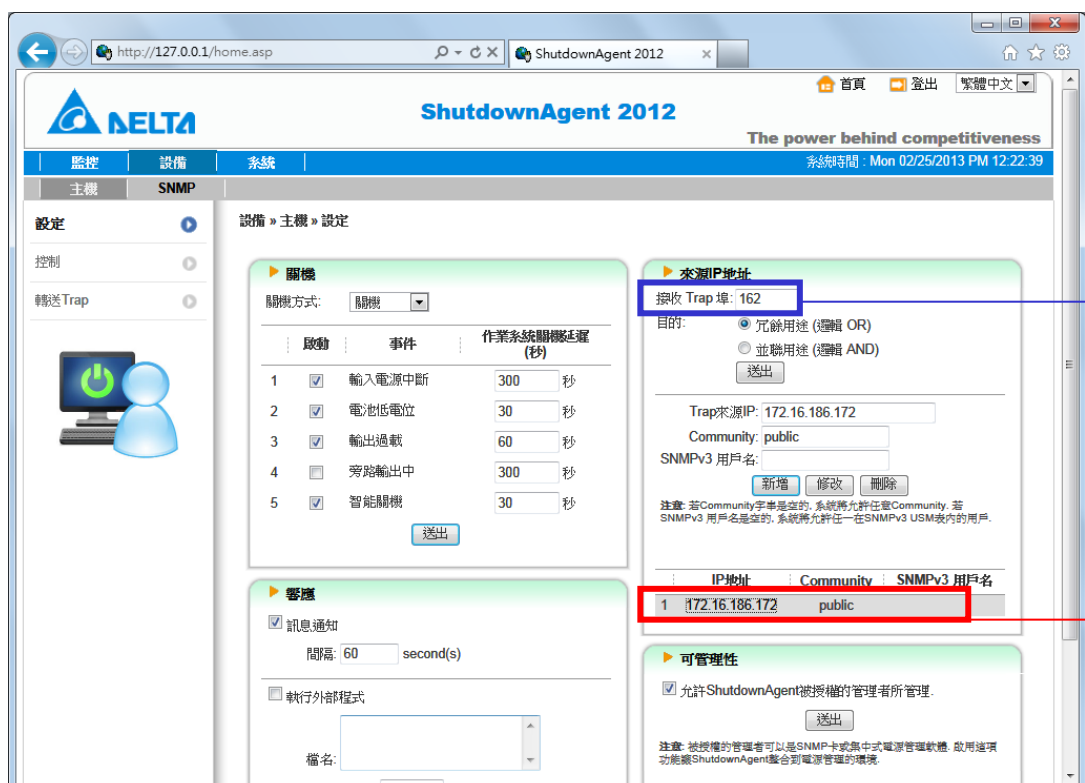 http://127.0.0.1/home.asp
ShutdownAgent 2012
首頁 登出 繁體中文
DELTA
ShutdownAgent 2012
The power behind competitiveness
監控 設備 系統
系統時間 : Mon 02/25/2013 PM 12:22:39
主機 SNMP
設定
控制
轉送Trap
設備 » 主機 » 設定
關機
關機方式: 關機
啟動 事件 作業系統關機延遲 (秒)
1 輸入電源中斷 300 秒
2 電池低電位 30 秒
3 輸出過載 60 秒
4 旁路輸出中 300 秒
5 智能關機 30 秒
送出
響應
訊息通知
間隔: 60 second(s)
執行外部程式
檔名:
來源IP地址
接收 Trap 埠: 162
目的: 冗餘用途 (邏輯 OR)
並聯用途 (邏輯 AND)
送出
Trap來源IP: 172.16.186.172
Community: public
SNMPv3 用戶名:
新增 修改 刪除
注意: 若Community字串是空的, 系統將允許任意Community. 若
SNMPv3 用戶名是空的, 系統將允許任一在SNMPv3 USM表內的用戶.
IP地址 Community SNMPv3 用戶名
1 172.16.186.172 public
可管理性
允許ShutdownAgent被授權的管理者所管理.
送出
注意: 被授權的管理者可以是SNMP卡或集中式電源管理軟體. 啟用這項
功能讓ShutdownAgent整合到電源管理的環境.